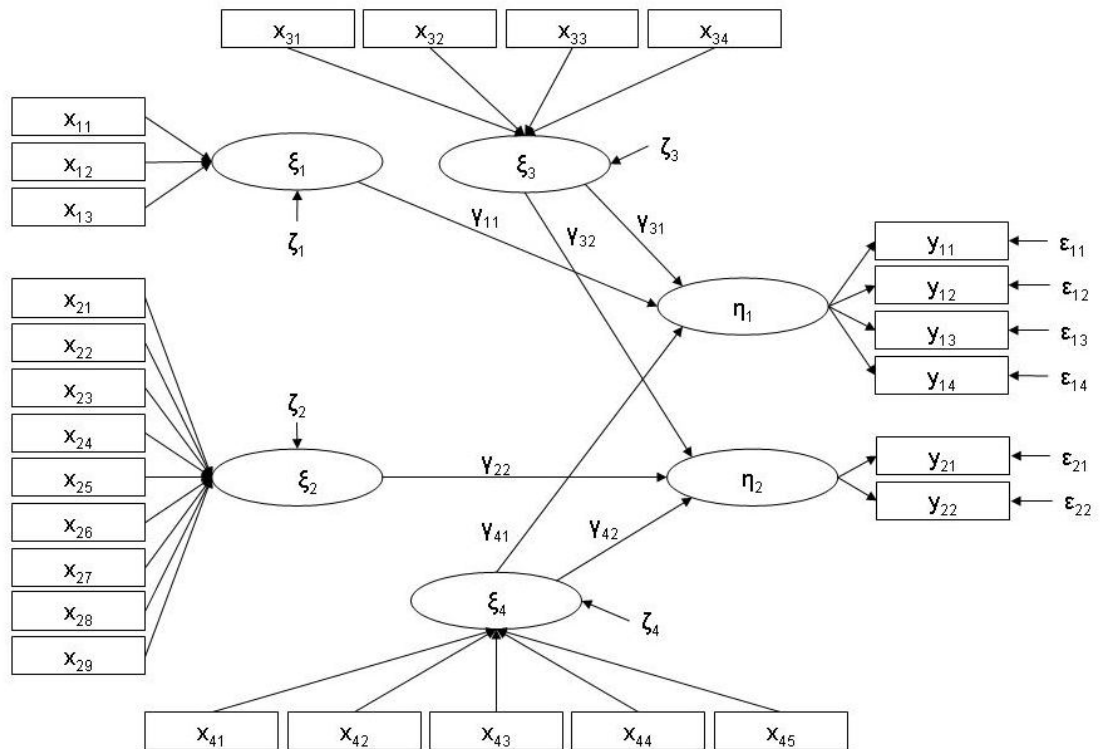 x₃₁ x₃₂ x₃₃ x₃₄
x₁₁
x₁₂
x₁₃
ξ₁
ζ₁
ξ₃
ζ₃
γ₁₁
γ₃₂
γ₃₁
η₁
y₁₁ ε₁₁
y₁₂ ε₁₂
y₁₃ ε₁₃
y₁₄ ε₁₄
x₂₁
x₂₂
x₂₃
x₂₄
x₂₅
x₂₆
x₂₇
x₂₈
x₂₉
ζ₂
ξ₂
γ₂₂
η₂
y₂₁ ε₂₁
y₂₂ ε₂₂
γ₄₁
γ₄₂
ξ₄
ζ₄
x₄₁ x₄₂ x₄₃ x₄₄ x₄₅